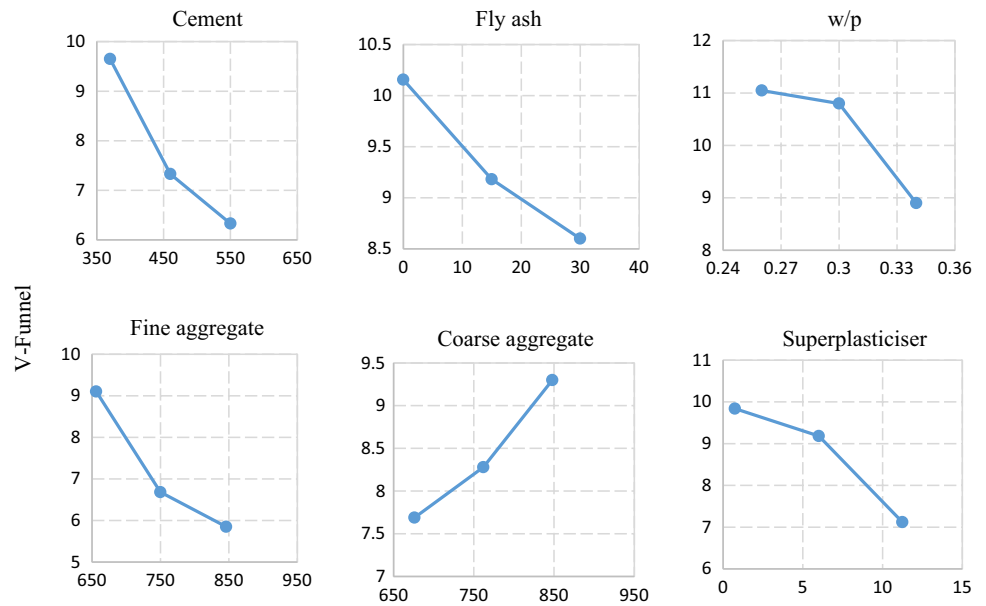 Cement
10
9
8
7
6
350 450 550 650
Fly ash
10.5
10
9.5
9
8.5
0 10 20 30 40
w/p
12
11
10
9
8
0.24 0.27 0.3 0.33 0.36
V-Funnel
Fine aggregate
10
9
8
7
6
5
650 750 850 950
Coarse aggregate
9.5
9
8.5
8
7.5
7
650 750 850 950
Superplasticiser
11
10
9
8
7
6
0 5 10 15